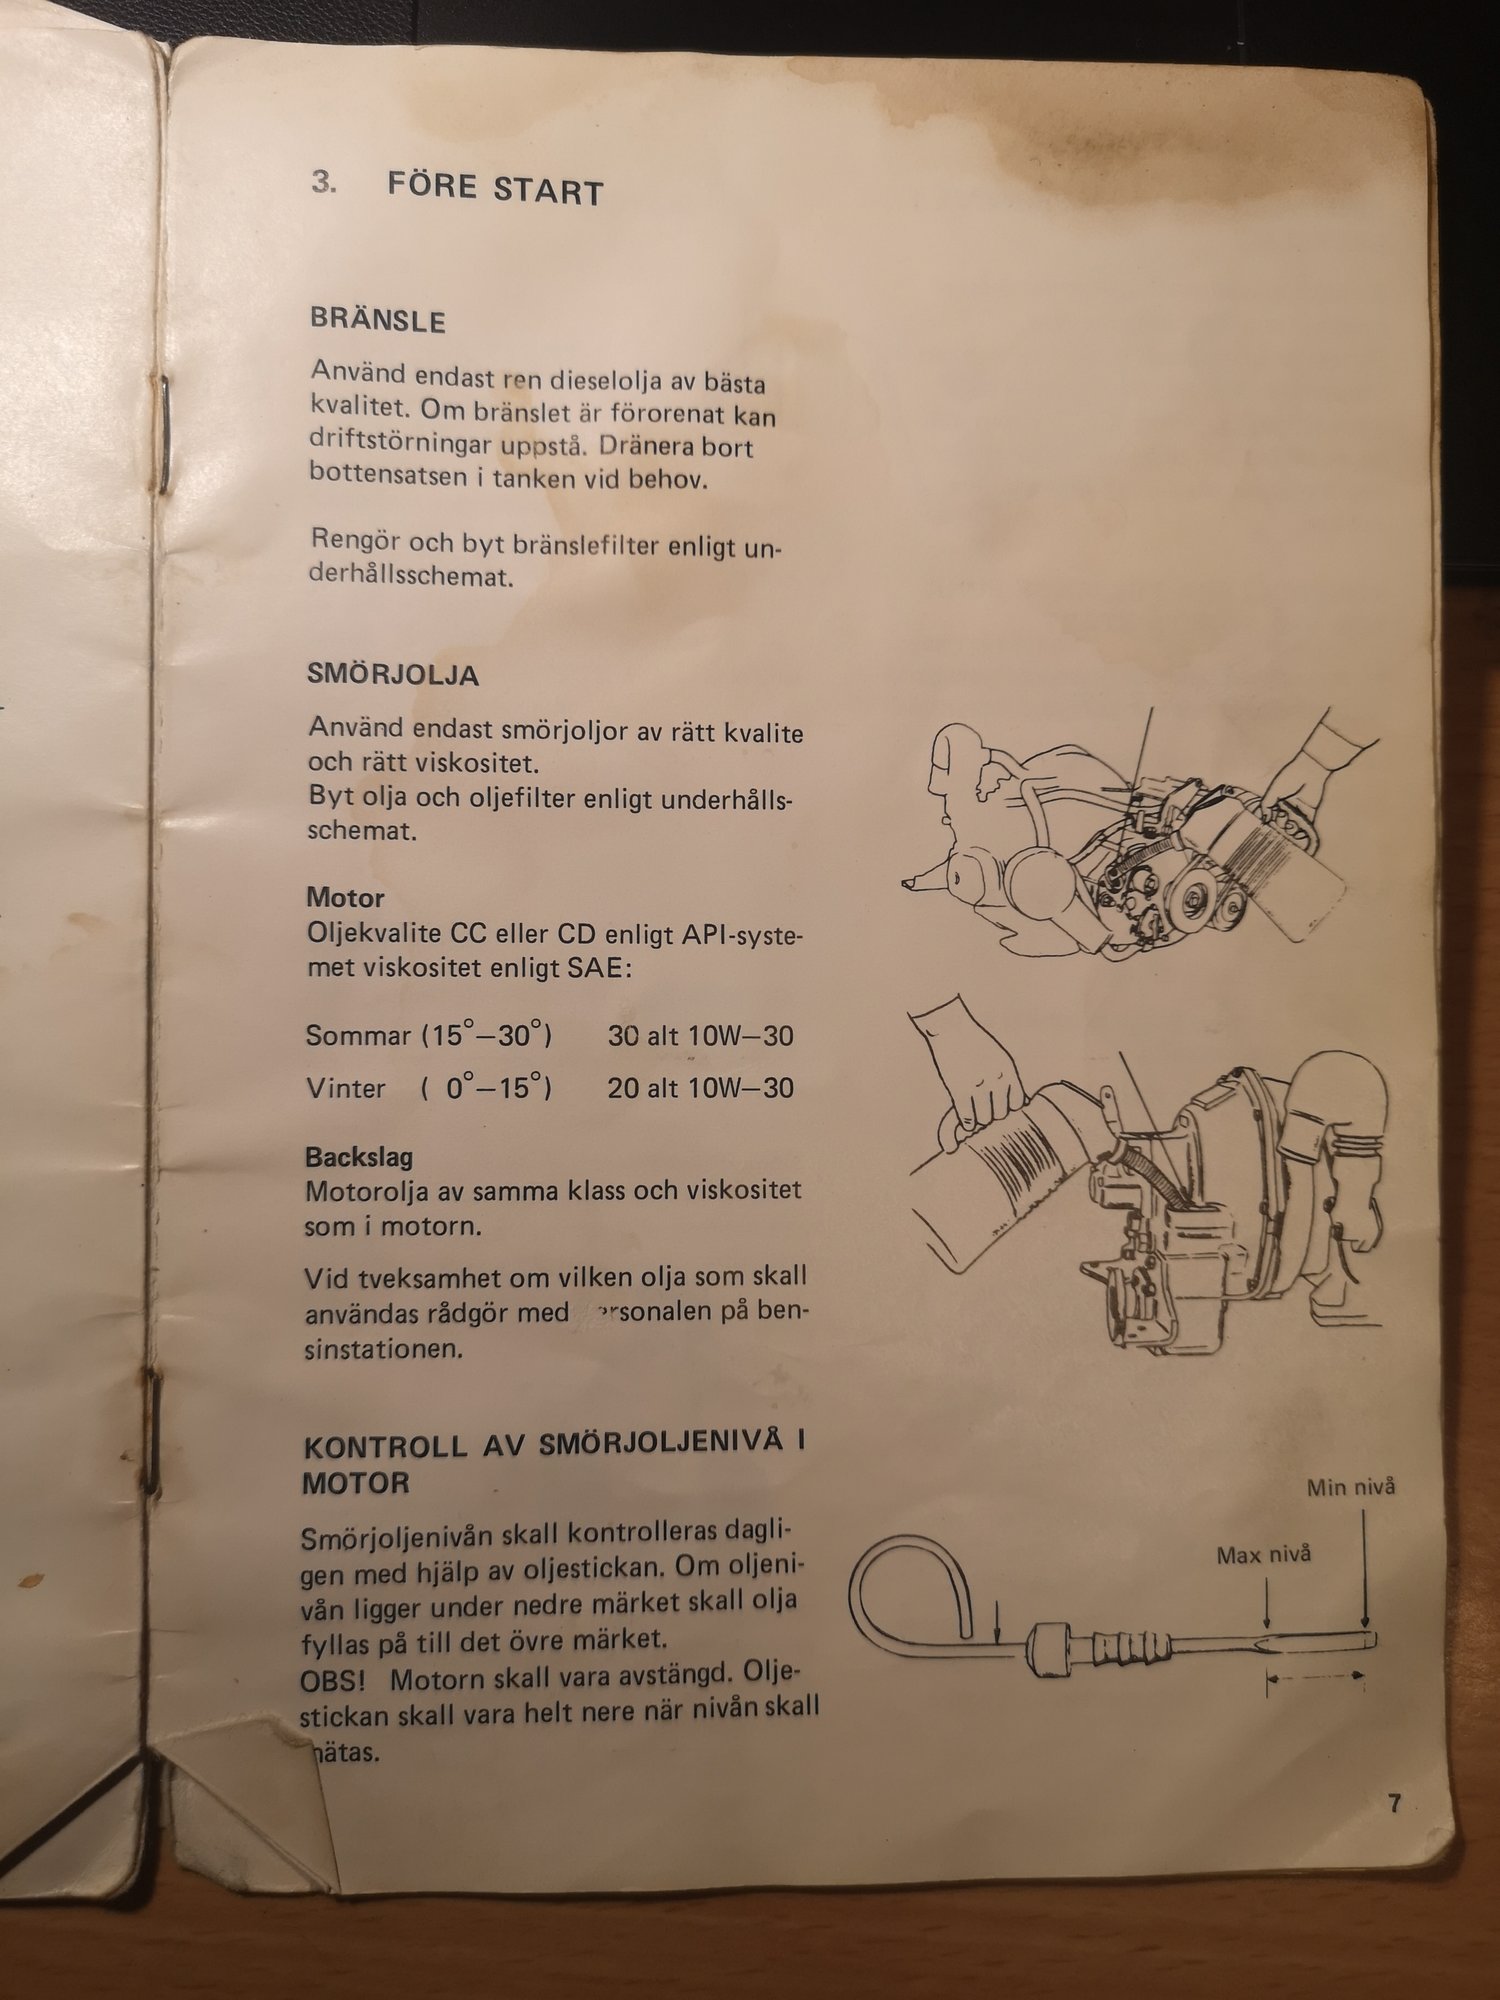 3. FÖRE START
BRÄNSLE
Använd endast ren dieselolja av bästa
kvalitet. Om bränslet är förorenat kan
driftstörningar uppstå. Dränera bort
bottensatsen i tanken vid behov.
Rengör och byt bränslefilter enligt un-
derhållsschemat.
SMÖRJOLJA
Använd endast smörjoljor av rätt kvalite
och rätt viskositet.
Byt olja och oljefilter enligt underhålls-
schemat.
Motor
Oljekvalite CC eller CD enligt API-syste-
met viskositet enligt SAE:
Sommar (15°–30°) 30 alt 10W–30
Vinter ( 0°–15°) 20 alt 10W–30
Backslag
Motorolja av samma klass och viskositet
som i motorn.
Vid tveksamhet om vilken olja som skall
användas rådgör med ersonalen på ben-
sinstationen.
KONTROLL AV SMÖRJOLJENIVÅ I
MOTOR
Smörjoljenivån skall kontrolleras dagli-
gen med hjälp av oljestickan. Om oljeni-
vån ligger under nedre märket skall olja
fyllas på till det övre märket.
OBS! Motorn skall vara avstängd. Olje-
stickan skall vara helt nere när nivån skall
mätas.
Min nivå
Max nivå
7